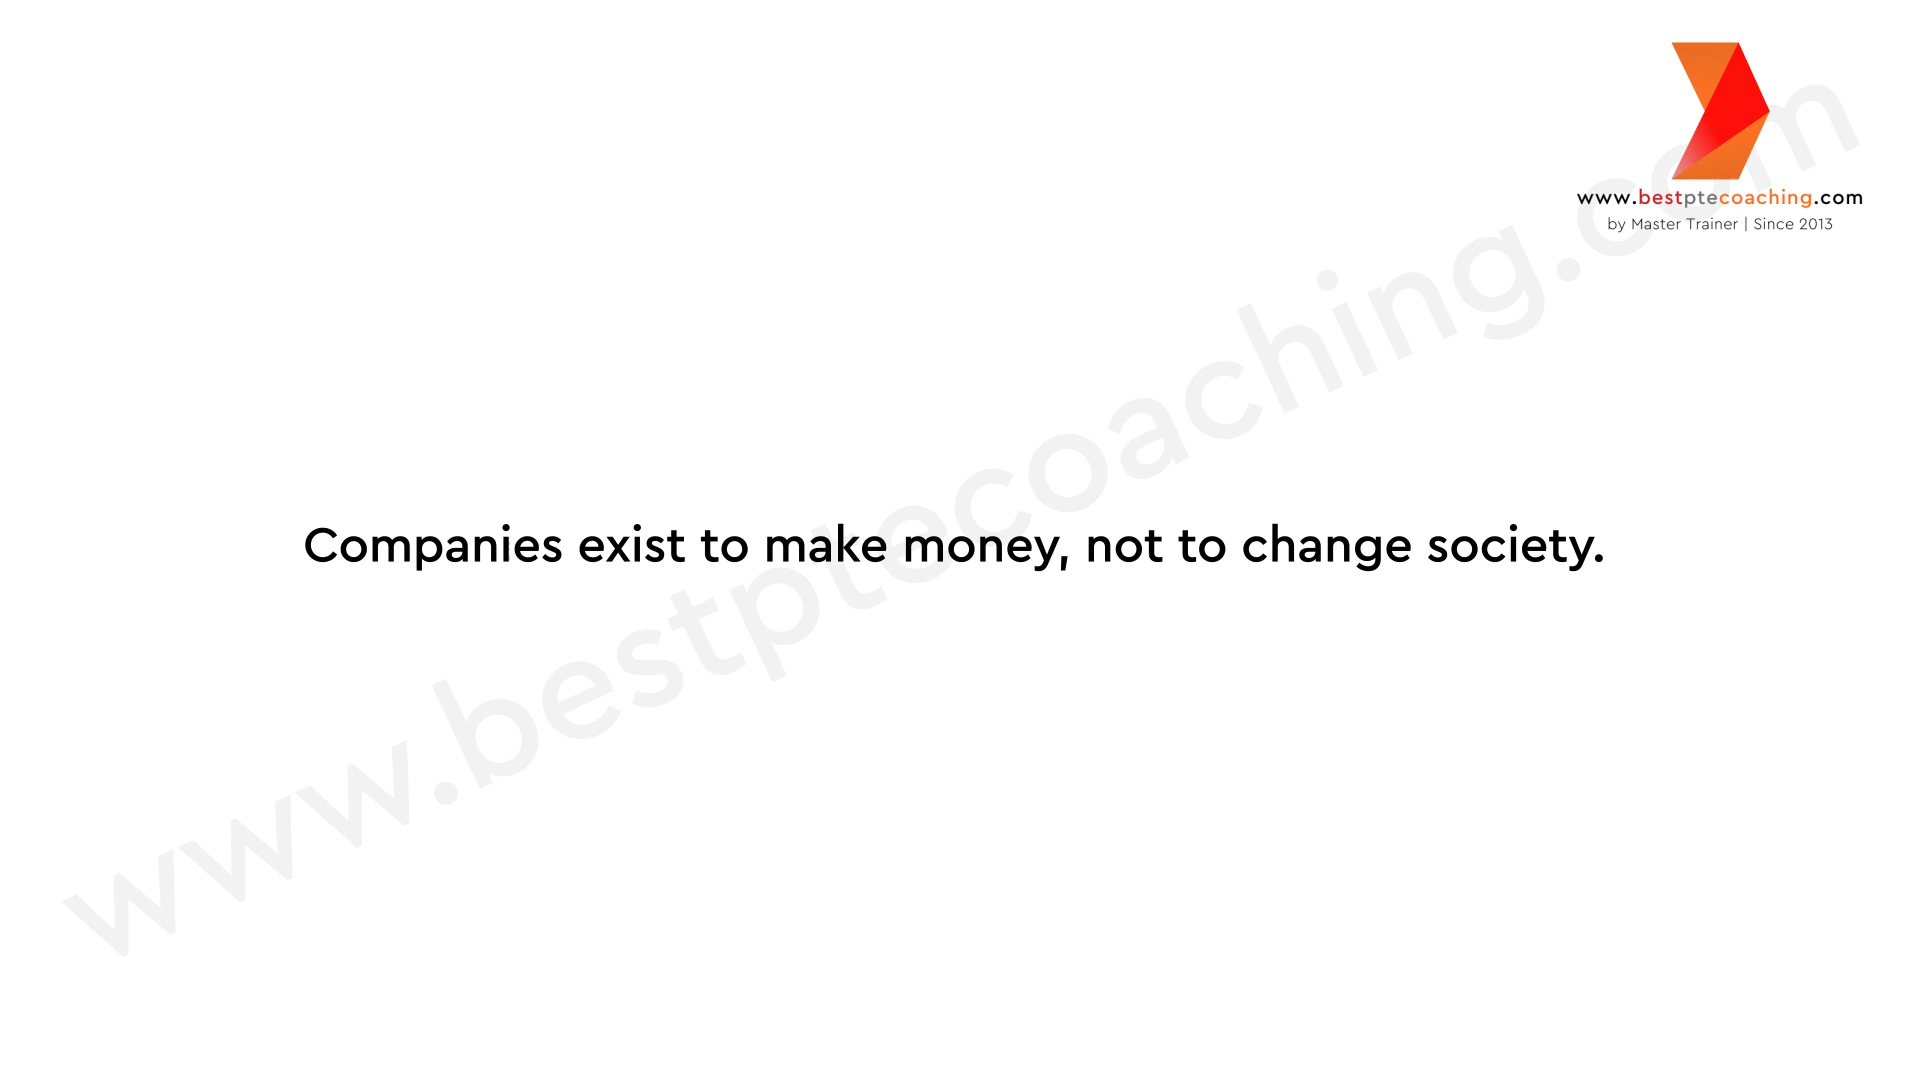 www.bestptecoaching.com
by Master Trainer | Since 2013
Companies exist to make money, not to change society.
www.bestptecoaching.com